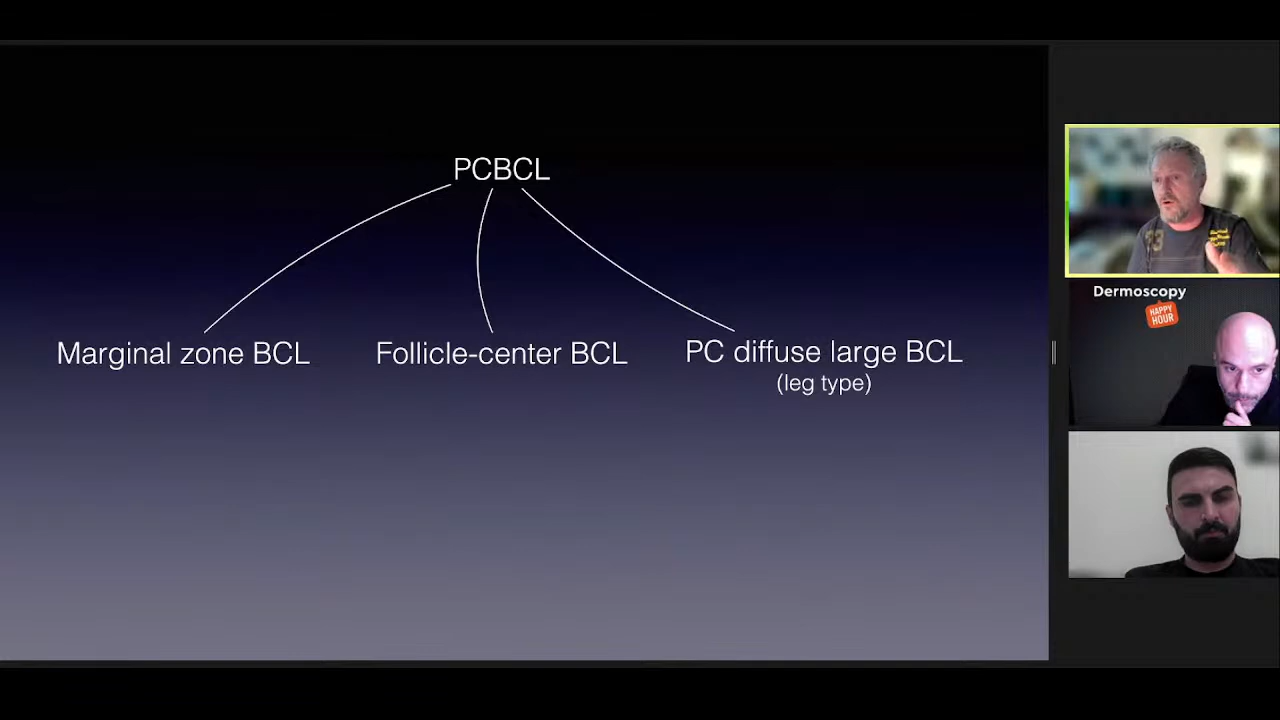 PCBCL
Marginal zone BCL
Follicle-center BCL
PC diffuse large BCL
(leg type)
Dermoscopy
HAPPY
HOUR